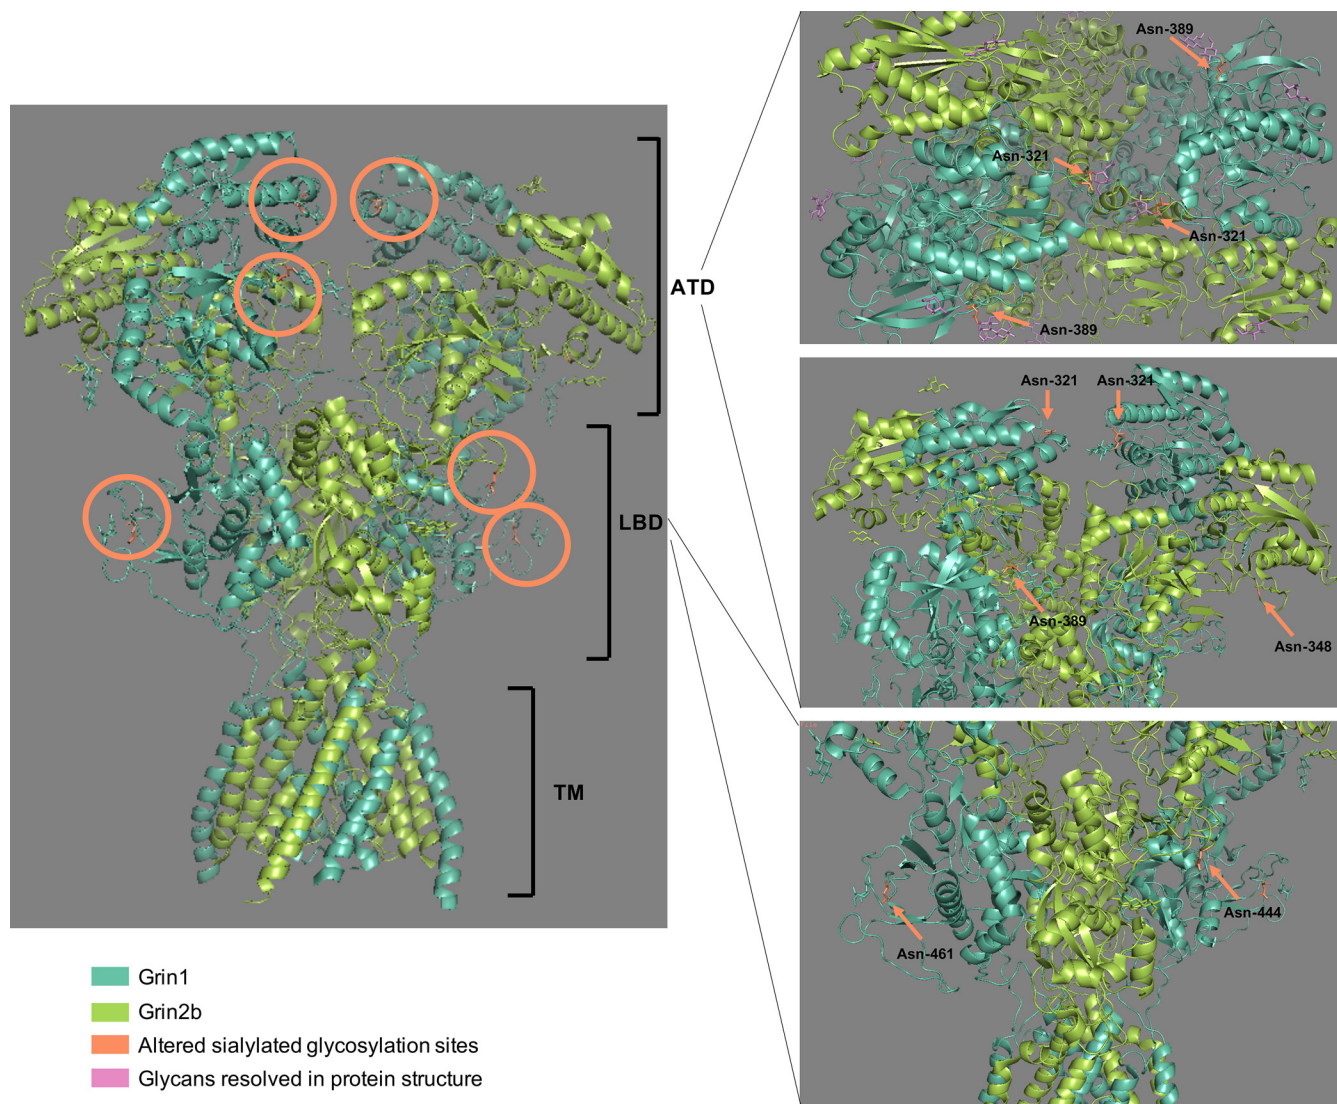 ATD
LBD
TM
Grin1
Grin2b
Altered sialylated glycosylation sites
Glycans resolved in protein structure
Asn-389
Asn-321
Asn-321
Asn-389
Asn-321
Asn-321
Asn-389
Asn-348
Asn-444
Asn-461